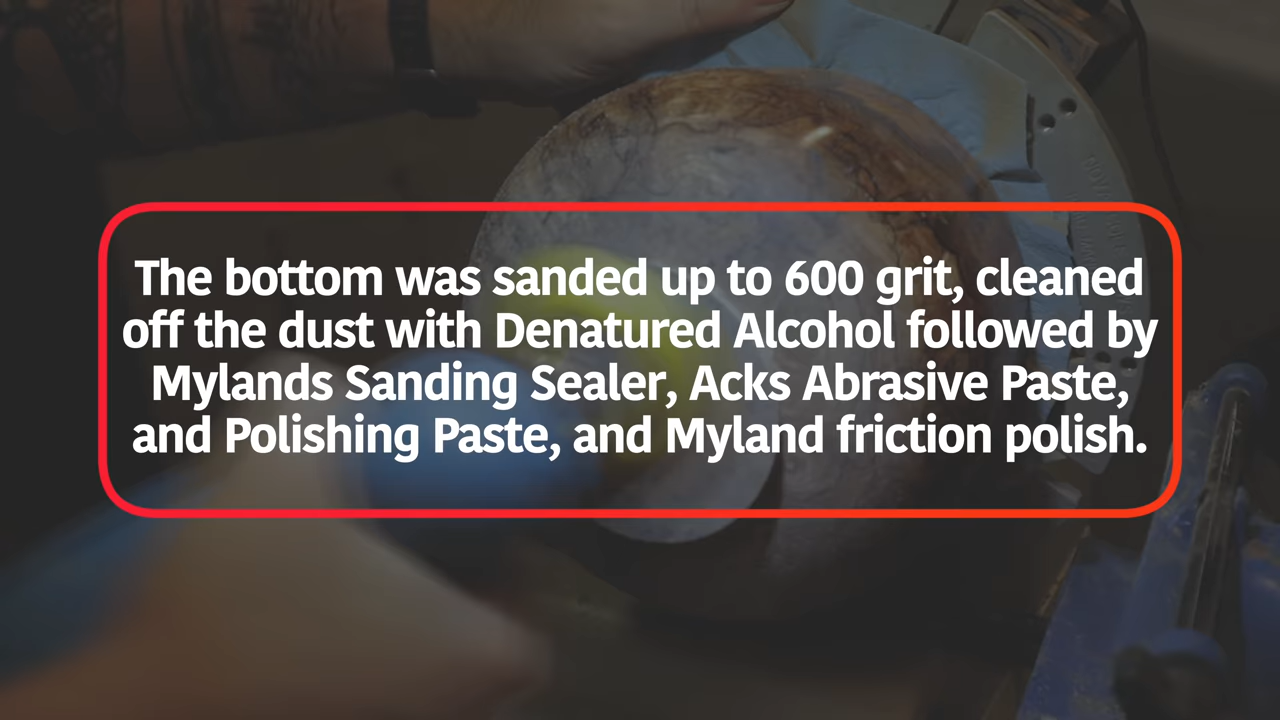 The bottom was sanded up to 600 grit, cleaned
off the dust with Denatured Alcohol followed by
Mylands Sanding Sealer, Acks Abrasive Paste,
and Polishing Paste, and Myland friction polish.